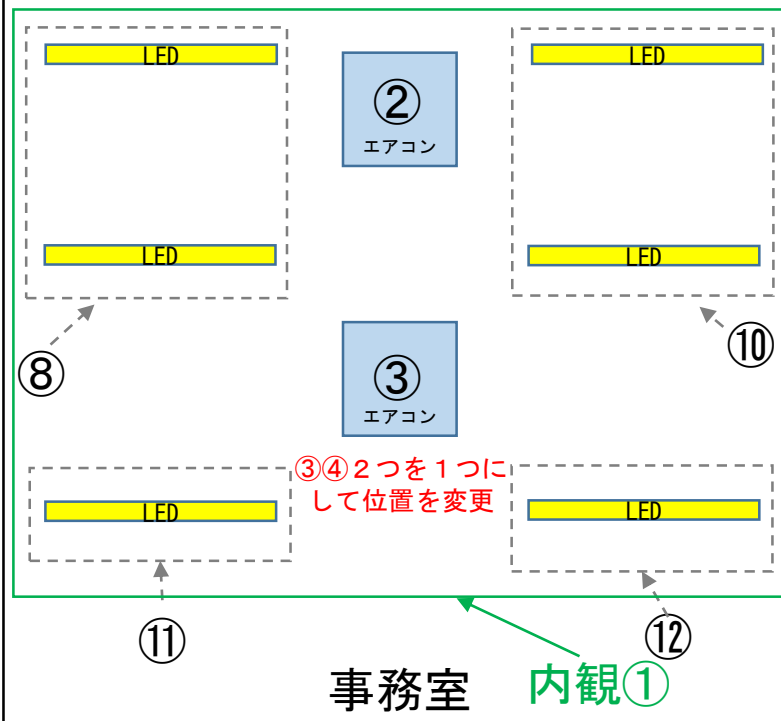 LED
LED
②
エアコン
LED
LED
⑧
⑩
③
エアコン
③④２つを１つに
して位置を変更
LED
LED
⑪
⑫
事務室
内観①